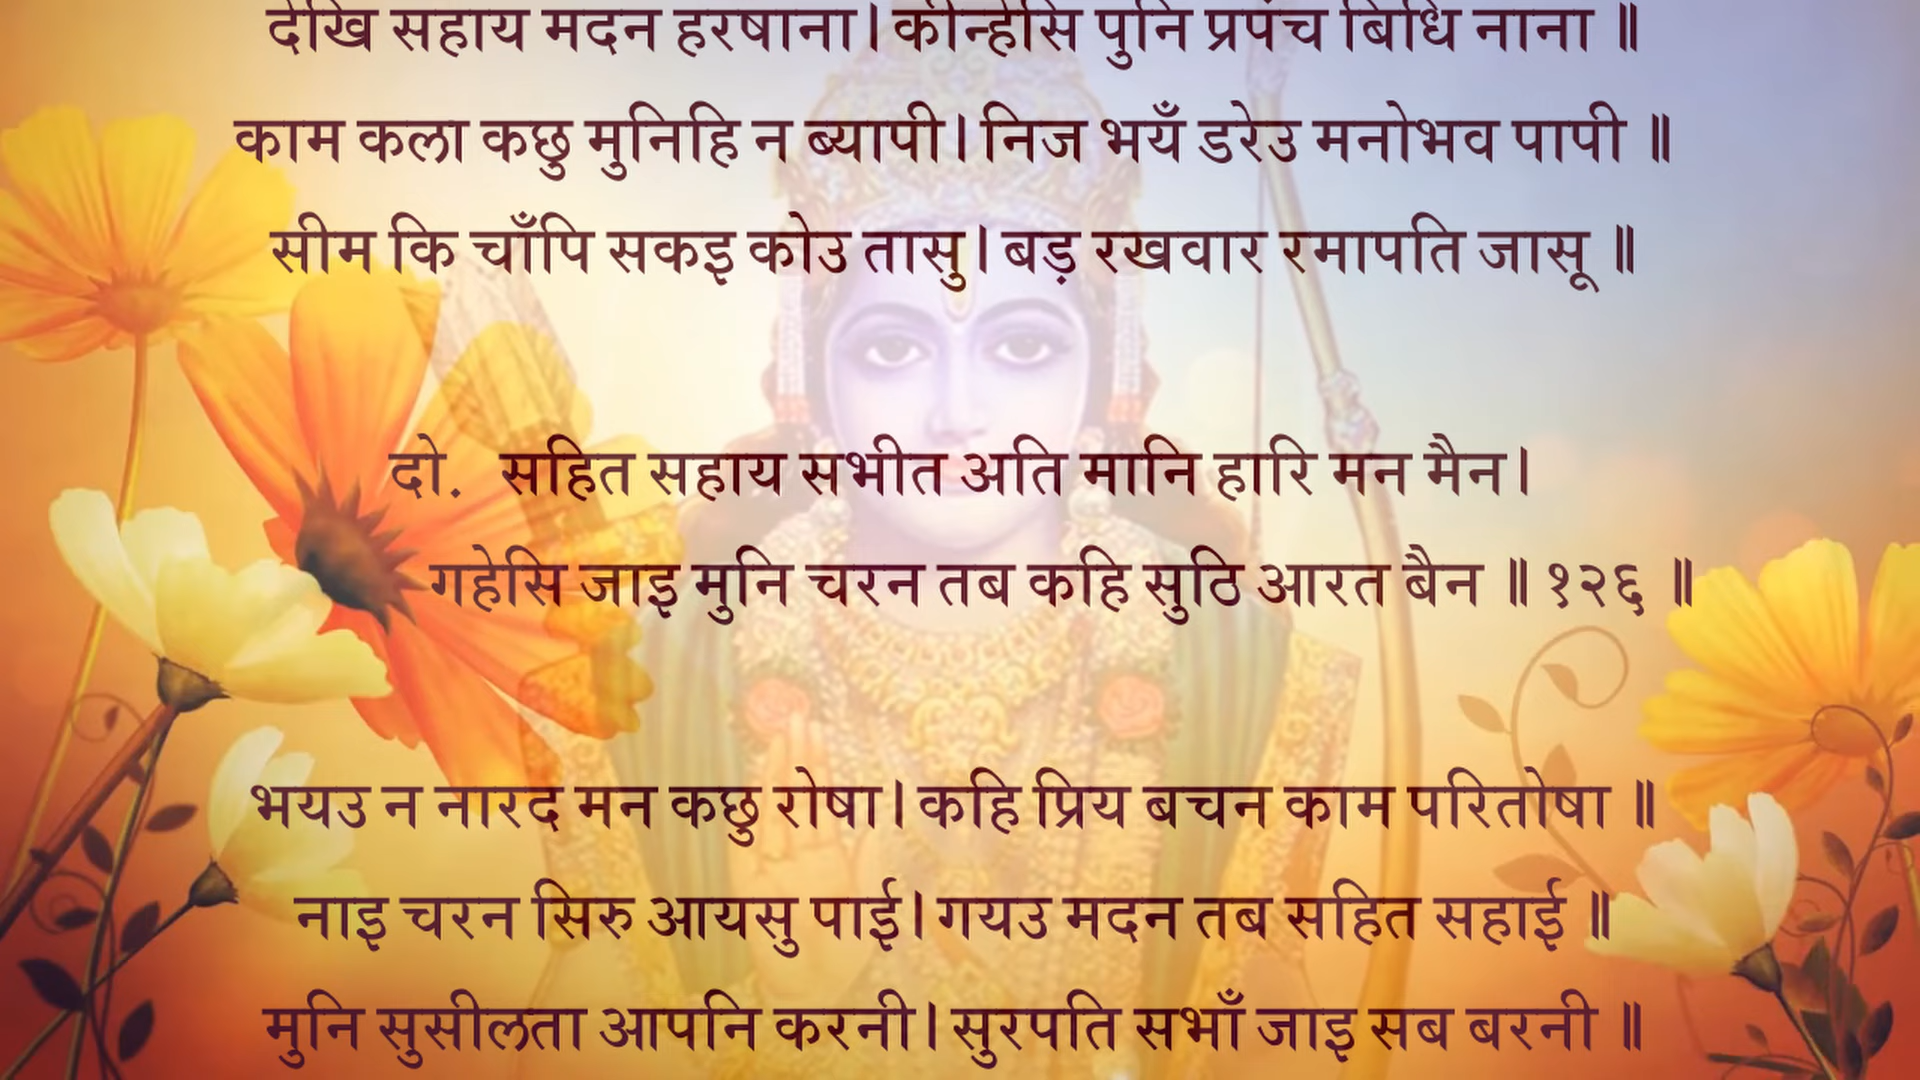 देखि सहाय मदन हरषाना। कीन्हेसि पुनि प्रपंच बिधि नाना ॥
काम कला कछु मुनिहि न ब्यापी। निज भयँ डरेउ मनोभव पापी ॥
सीम कि चाँपि सकइ कोउ तासु। बड़ रखवार रमापति जासू ॥
दो. सहित सहाय सभीत अति मानि हारि मन मैन।
गहेसि जाइ मुनि चरन तब कहि सुठि आरत बैन ॥ १२६ ॥
भयउ न नारद मन कछु रोषा। कहि प्रिय बचन काम परितोषा ॥
नाइ चरन सिरु आयसु पाई। गयउ मदन तब सहित सहाई ॥
मुनि सुसीलता आपनि करनी। सुरपति सभाँ जाइ सब बरनी ॥